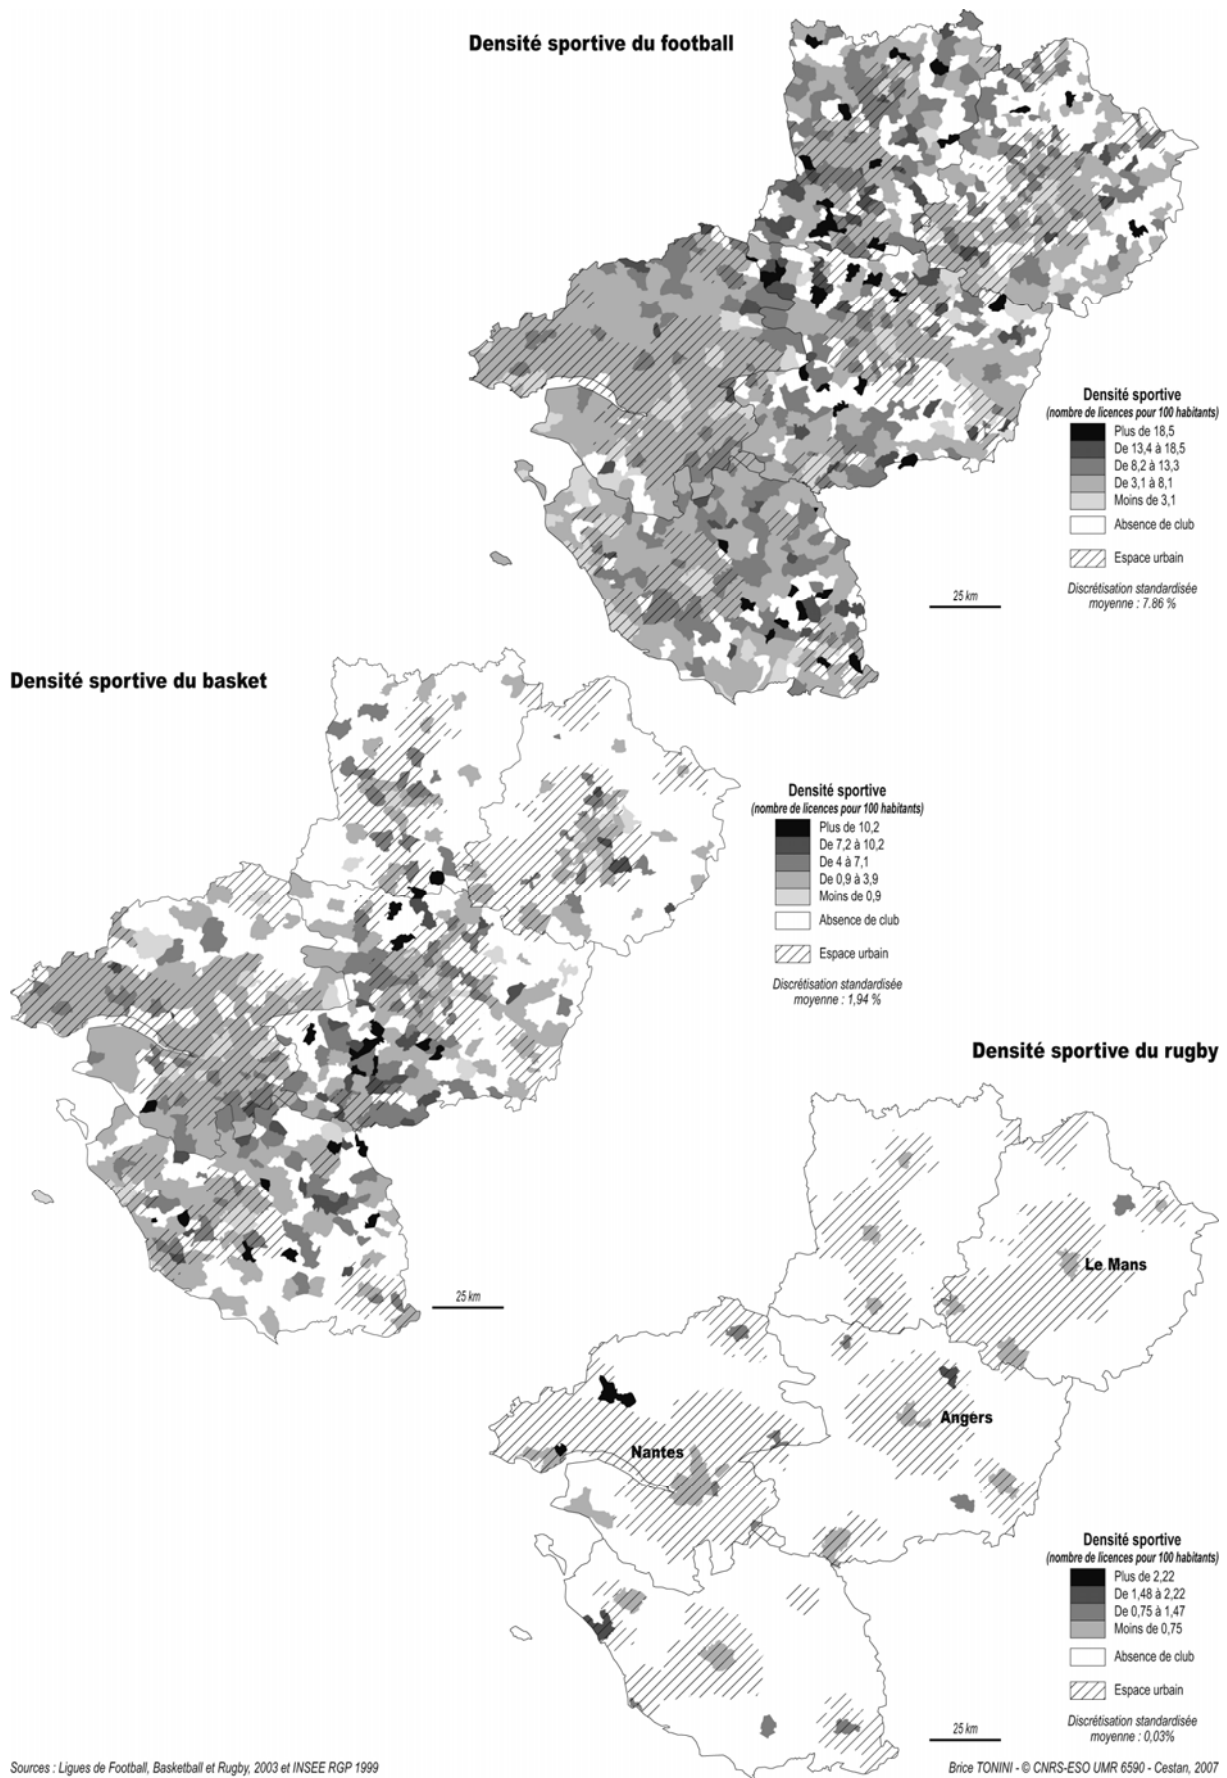 Densité sportive du football
Densité sportive
(nombre de licences pour 100 habitants)
Plus de 18,5
De 13,4 à 18,5
De 8,2 à 13,3
De 3,1 à 8,1
Moins de 3,1
Absence de club
Espace urbain
Discrétisation standardisée
moyenne : 7.86 %
25 km
Densité sportive du basket
Densité sportive
(nombre de licences pour 100 habitants)
Plus de 10,2
De 7,2 à 10,2
De 4 à 7,1
De 0,9 à 3,9
Moins de 0,9
Absence de club
Espace urbain
Discrétisation standardisée
moyenne : 1,94 %
25 km
Densité sportive du rugby
Le Mans
Angers
Nantes
Densité sportive
(nombre de licences pour 100 habitants)
Plus de 2,22
De 1,48 à 2,22
De 0,75 à 1,47
Moins de 0,75
Absence de club
Espace urbain
Discrétisation standardisée
moyenne : 0,03%
25 km
Sources : Ligues de Football, Basketball et Rugby, 2003 et INSEE RGP 1999
Brice TONINI - © CNRS-ESO UMR 6590 - Cestan, 2007